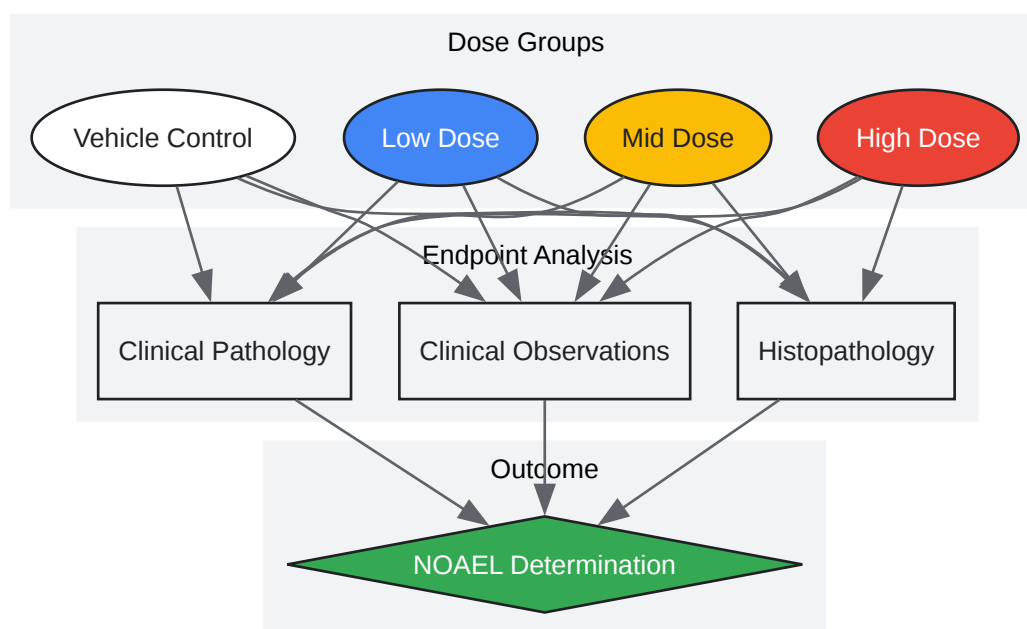 Dose Groups
Vehicle Control
Low Dose
Mid Dose
High Dose
Endpoint Analysis
Clinical Pathology
Clinical Observations
Histopathology
Outcome
NOAEL Determination